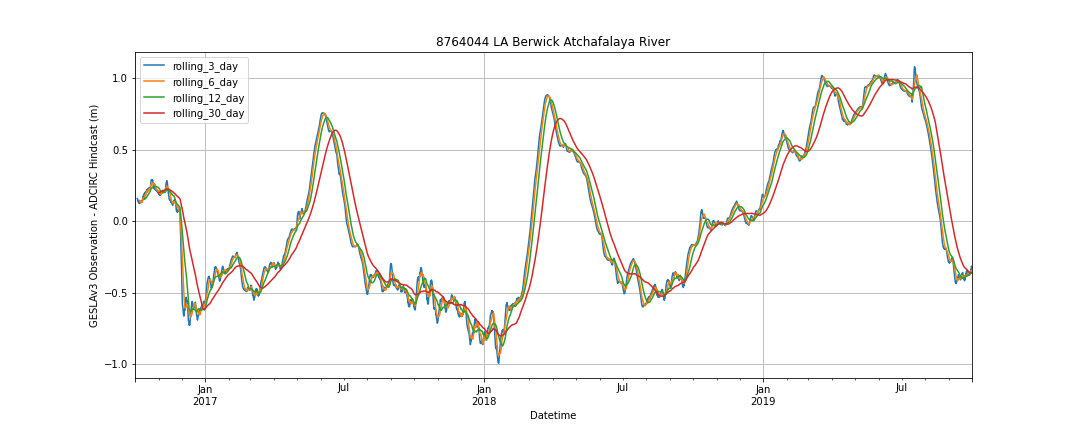 8764044 LA Berwick Atchafalaya River
rolling_3_day
rolling_6_day
rolling_12_day
rolling_30_day
GESLAv3 Observation - ADCIRC Hindcast (m)
1.0
0.5
0.0
−0.5
−1.0
Jan
2017
Jul
Jan
2018
Jul
Jan
2019
Jul
Datetime